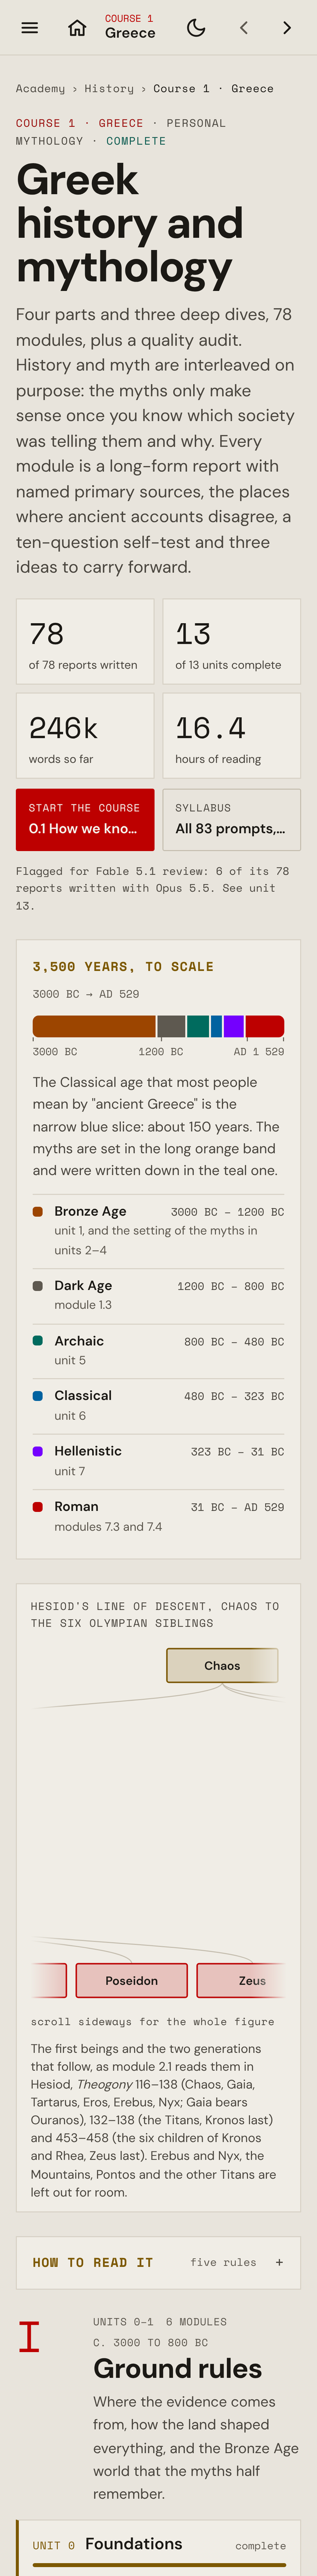 COURSE 1
Greece
Academy › History › Course 1 · Greece
COURSE 1 · GREECE · PERSONAL
MYTHOLOGY · COMPLETE
Greek
history and
mythology
Four parts and three deep dives, 78
modules, plus a quality audit.
History and myth are interleaved on
purpose: the myths only make
sense once you know which society
was telling them and why. Every
module is a long-form report with
named primary sources, the places
where ancient accounts disagree, a
ten-question self-test and three
ideas to carry forward.
78
of 78 reports written
13
of 13 units complete
246k
words so far
16.4
hours of reading
START THE COURSE
0.1 How we kno…
SYLLABUS
All 83 prompts,…
Flagged for Fable 5.1 review: 6 of its 78
reports written with Opus 5.5. See unit
13.
3,500 YEARS, TO SCALE
3000 BC → AD 529
3000 BC 1200 BC AD 1 529
The Classical age that most people
mean by "ancient Greece" is the
narrow blue slice: about 150 years. The
myths are set in the long orange band
and were written down in the teal one.
Bronze Age 3000 BC – 1200 BC
unit 1, and the setting of the myths in
units 2–4
Dark Age 1200 BC – 800 BC
module 1.3
Archaic 800 BC – 480 BC
unit 5
Classical 480 BC – 323 BC
unit 6
Hellenistic 323 BC – 31 BC
unit 7
Roman 31 BC – AD 529
modules 7.3 and 7.4
HESIOD'S LINE OF DESCENT, CHAOS TO
THE SIX OLYMPIAN SIBLINGS
Chaos
Poseidon Zeus
scroll sideways for the whole figure
The first beings and the two generations
that follow, as module 2.1 reads them in
Hesiod, Theogony 116–138 (Chaos, Gaia,
Tartarus, Eros, Erebus, Nyx; Gaia bears
Ouranos), 132–138 (the Titans, Kronos last)
and 453–458 (the six children of Kronos
and Rhea, Zeus last). Erebus and Nyx, the
Mountains, Pontos and the other Titans are
left out for room.
HOW TO READ IT five rules +
I
UNITS 0–1 6 MODULES
C. 3000 TO 800 BC
Ground rules
Where the evidence comes
from, how the land shaped
everything, and the Bronze Age
world that the myths half
remember.
UNIT 0 Foundations complete